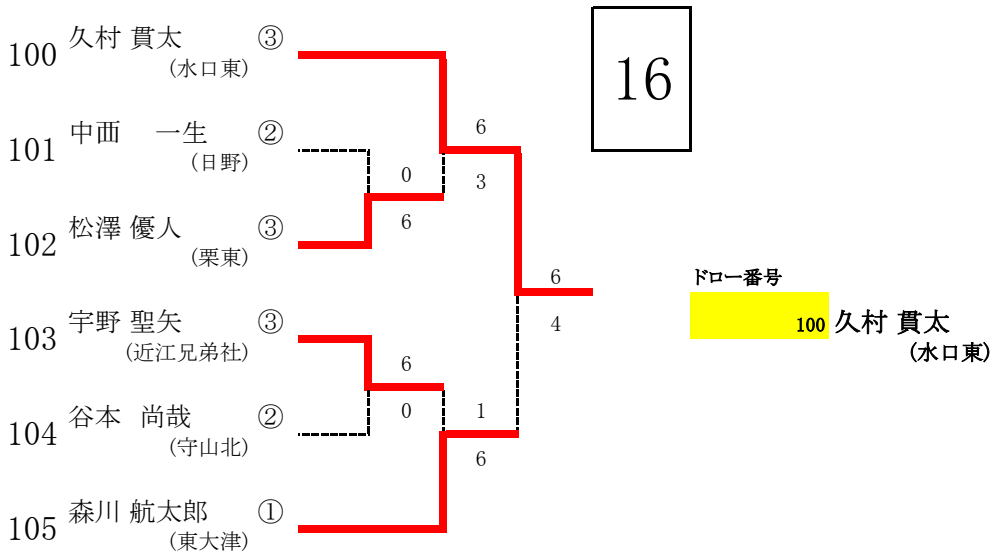 100 久村 貫太 ③
(水口東)
16
6
101 中西 一生 ②
(日野)
0
3
6
102 松澤 優人 ③
(栗東)
6
ドロー番号
4
100 久村 貫太
(水口東)
103 宇野 聖矢 ③
(近江兄弟社)
6
0
1
104 谷本 尚哉 ②
(守山北)
6
105 森川 航太郎 ①
(東大津)